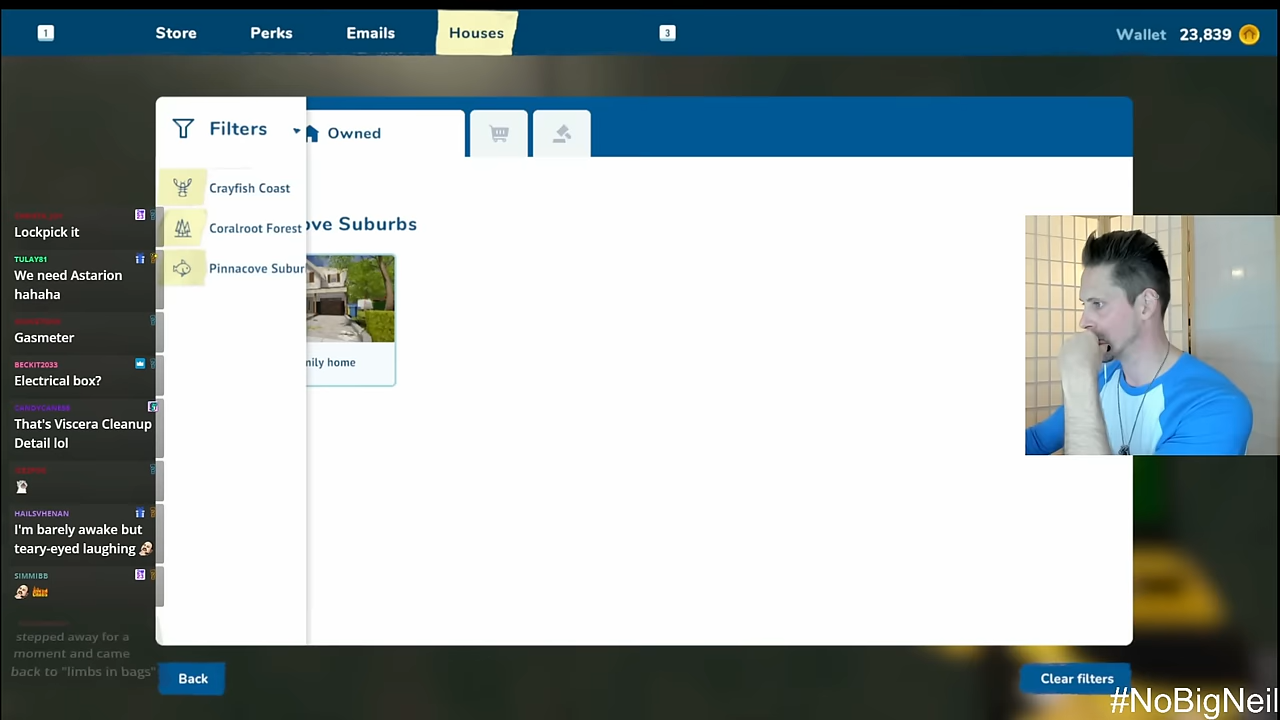 1
Store
Perks
Emails
Houses
3
Wallet 23,839
Filters
Owned
Crayfish Coast
Coralroot Forest
Pinnacove Subur
ove Suburbs
nily home
Lockpick it
TULAY81
We need Astarion
hahaha
Gasmeter
BECKIT2033
Electrical box?
That's Viscera Cleanup
Detail lol
HAILSVHENAN
I'm barely awake but
teary-eyed laughing
SIMMIBB
stepped away for a
moment and came
back to "limbs in bags"
Back
Clear filters
#NoBigNeil